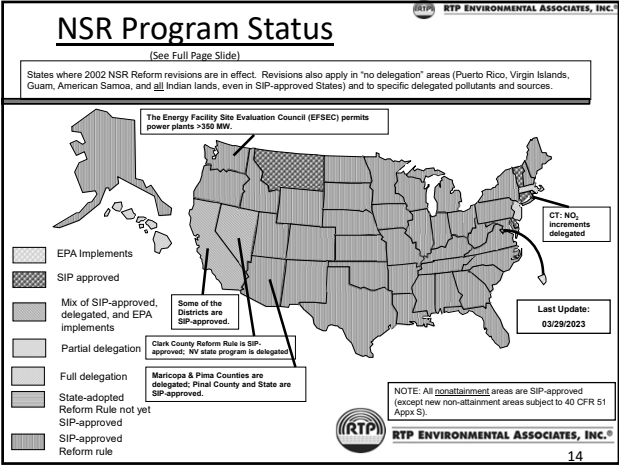 RTP ENVIRONMENTAL ASSOCIATES, INC.®
NSR Program Status
(See Full Page Slide)
States where 2002 NSR Reform revisions are in effect. Revisions also apply in “no delegation” areas (Puerto Rico, Virgin Islands,
Guam, American Samoa, and all Indian lands, even in SIP-approved States) and to specific delegated pollutants and sources.
The Energy Facility Site Evaluation Council (EFSEC) permits
power plants >350 MW.
CT: NO2
increments
delegated
EPA Implements
SIP approved
Mix of SIP-approved,
delegated, and EPA
implements
Partial delegation
Full delegation
State-adopted
Reform Rule not yet
SIP-approved
SIP-approved
Reform rule
Some of the
Districts are
SIP-approved.
Clark County Reform Rule is SIP-
approved; NV state program is delegated
Maricopa & Pima Counties are
delegated; Pinal County and State are
SIP-approved.
Last Update:
03/29/2023
NOTE: All nonattainment areas are SIP-approved
(except new non-attainment areas subject to 40 CFR 51
Appx S).
RTP
RTP ENVIRONMENTAL ASSOCIATES, INC.®
14